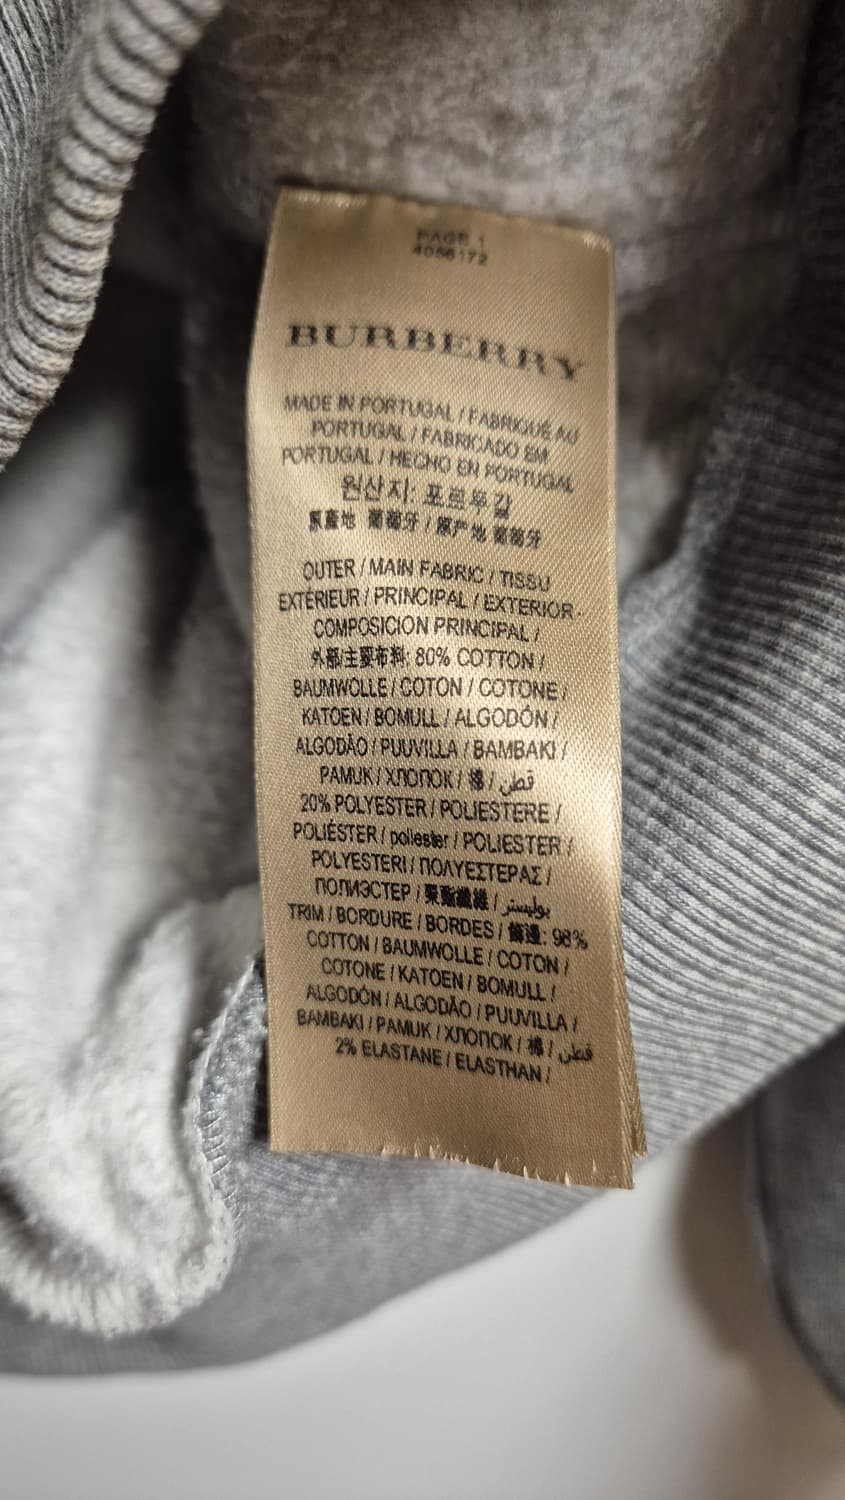 PAGE 1
4056172
BURBERRY
MADE IN PORTUGAL / FABRIQUÉ AU
PORTUGAL / FABRICADO EM
PORTUGAL / HECHO EN PORTUGAL
원산지: 포르투갈
原產地 葡萄牙 / 原产地 葡萄牙
OUTER / MAIN FABRIC / TISSU
EXTÉRIEUR / PRINCIPAL / EXTERIOR-
COMPOSICION PRINCIPAL /
外部/主要布料: 80% COTTON /
BAUMWOLLE / COTON / COTONE /
KATOEN / BOMULL / ALGODÓN /
ALGODÃO / PUUVILLA / BAMBAKI /
PAMUK / ХЛОПОК / 棉 / قطن
20% POLYESTER / POLIESTERE /
POLIÉSTER / poliester / POLIESTER /
POLYESTERI / ΠΟΛΥΕΣΤΕΡΑΣ /
ПОЛИЭСТЕР / 聚酯纖維 / بوليستر
TRIM / BORDURE / BORDES / 飾邊: 98%
COTTON / BAUMWOLLE / COTON /
COTONE / KATOEN / BOMULL /
ALGODÓN / ALGODÃO / PUUVILLA /
BAMBAKI / PAMUK / ХЛОПОК / 棉 / قطن
2% ELASTANE / ELASTHAN /